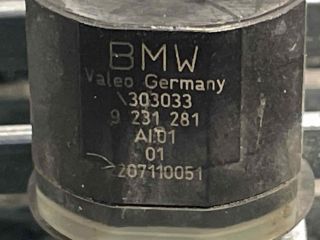 BMW
Valeo Germany
303033
9 231 281
AI.01
01
207110051